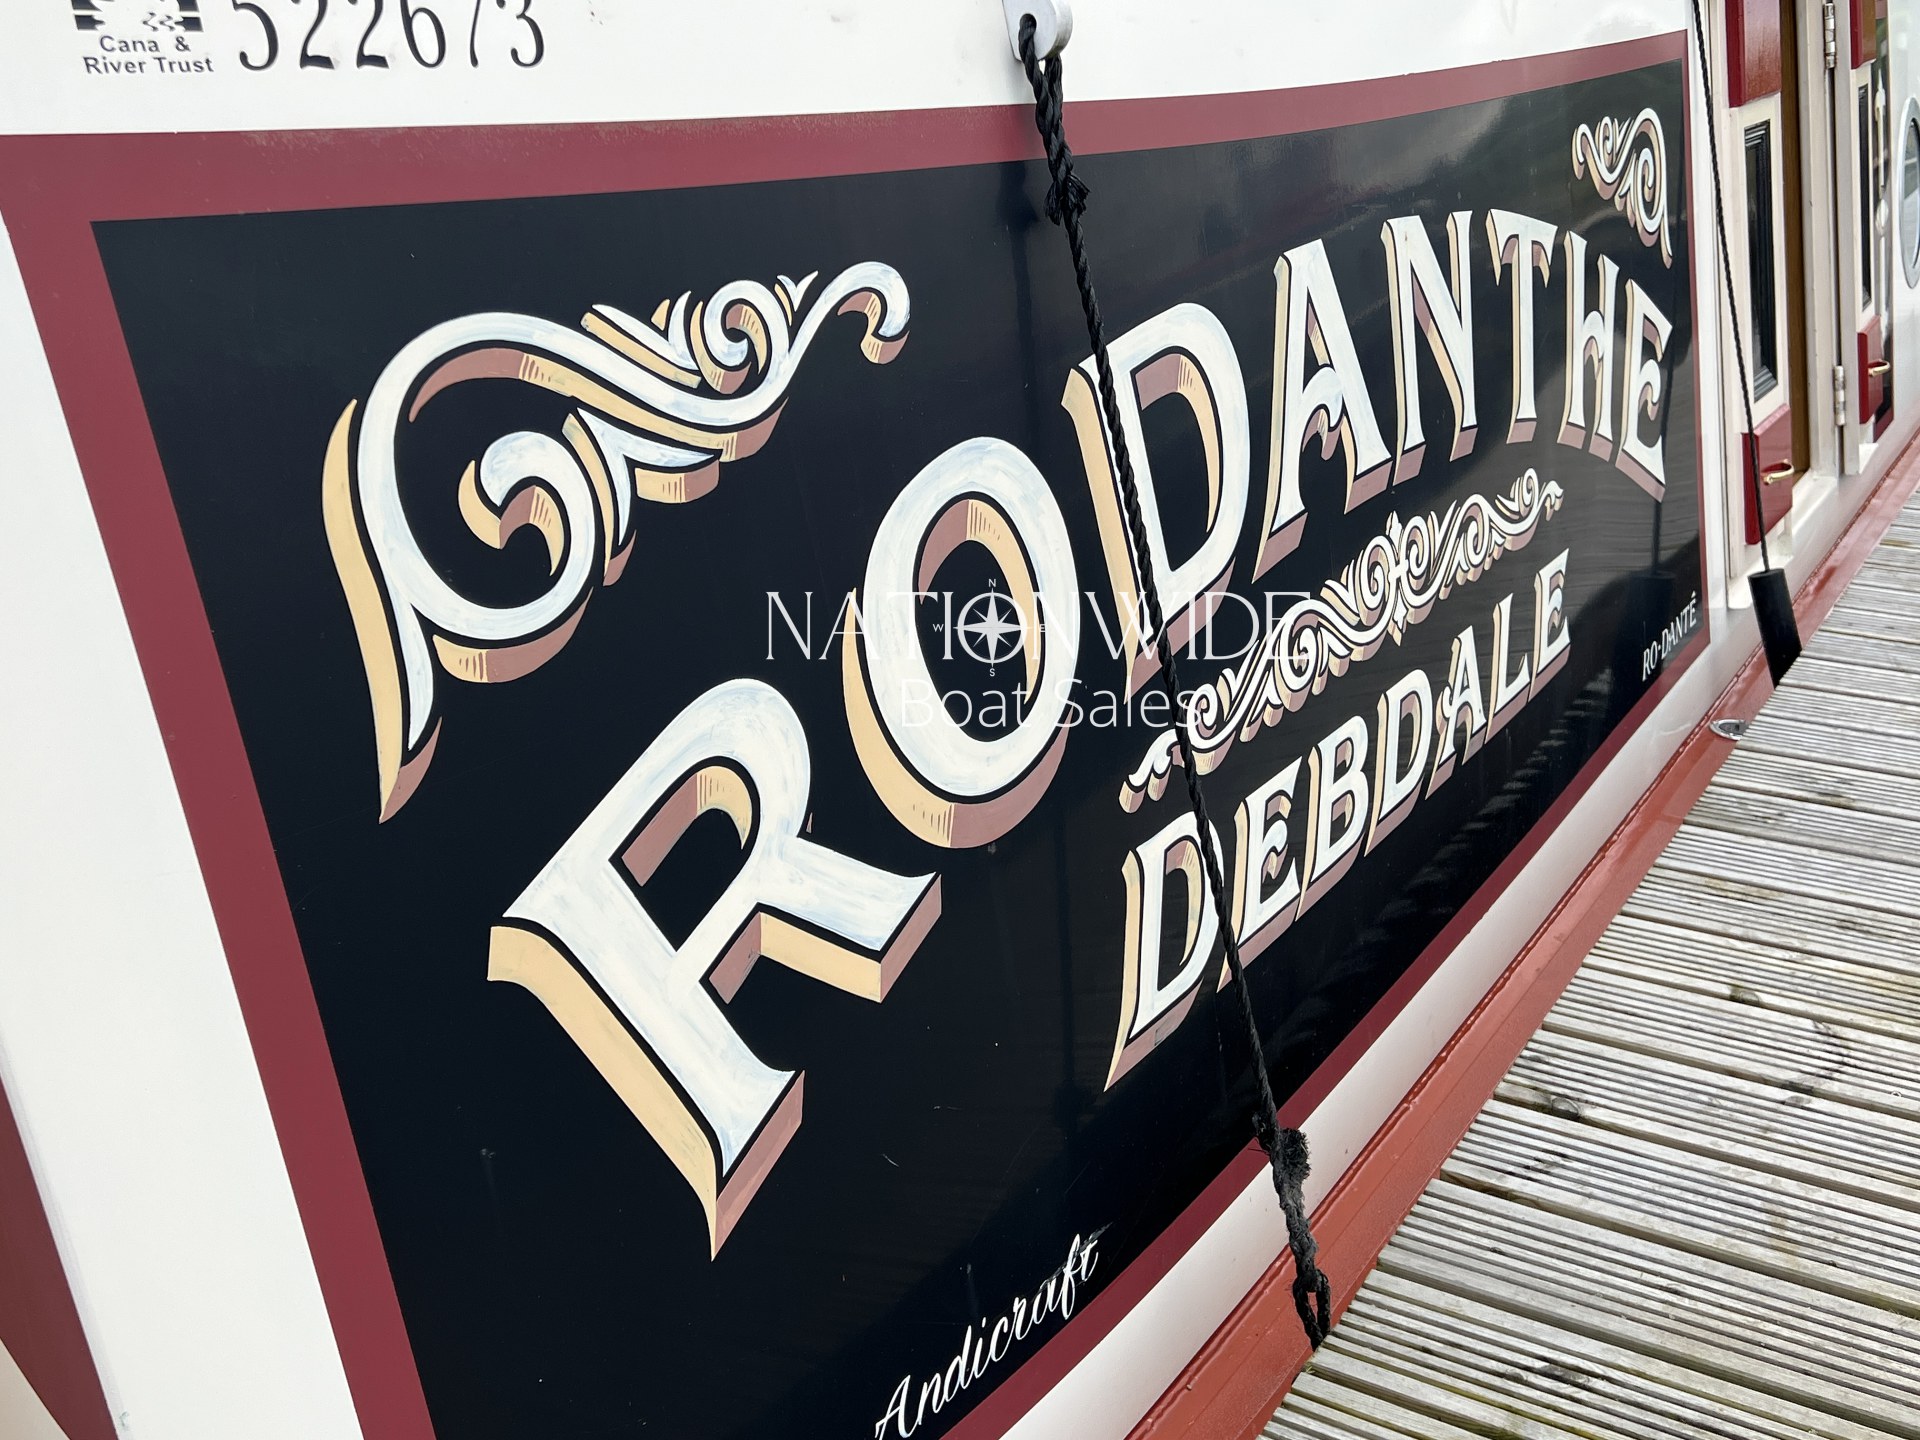 Cana &
River Trust
522673
RODANTHE
DEBDALE
RO·DANTÉ
Andicraft
N
W E
S
NATIONWIDE
Boat Sales